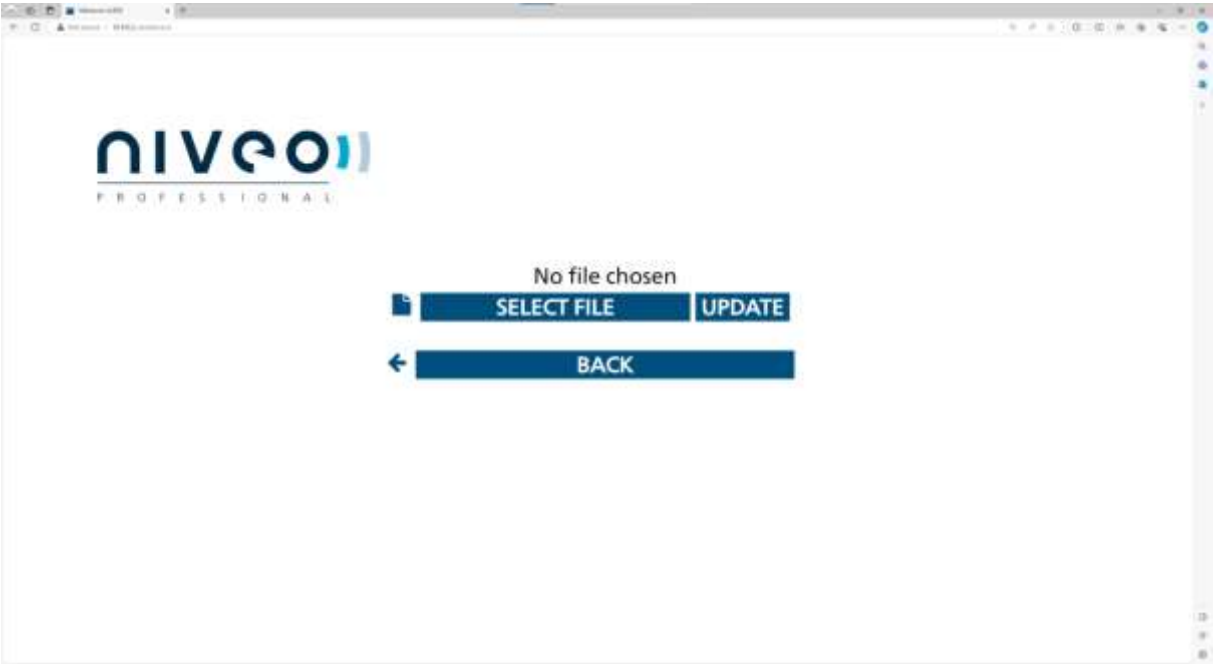 niveo
PROFESSIONAL
No file chosen
SELECT FILE
UPDATE
BACK